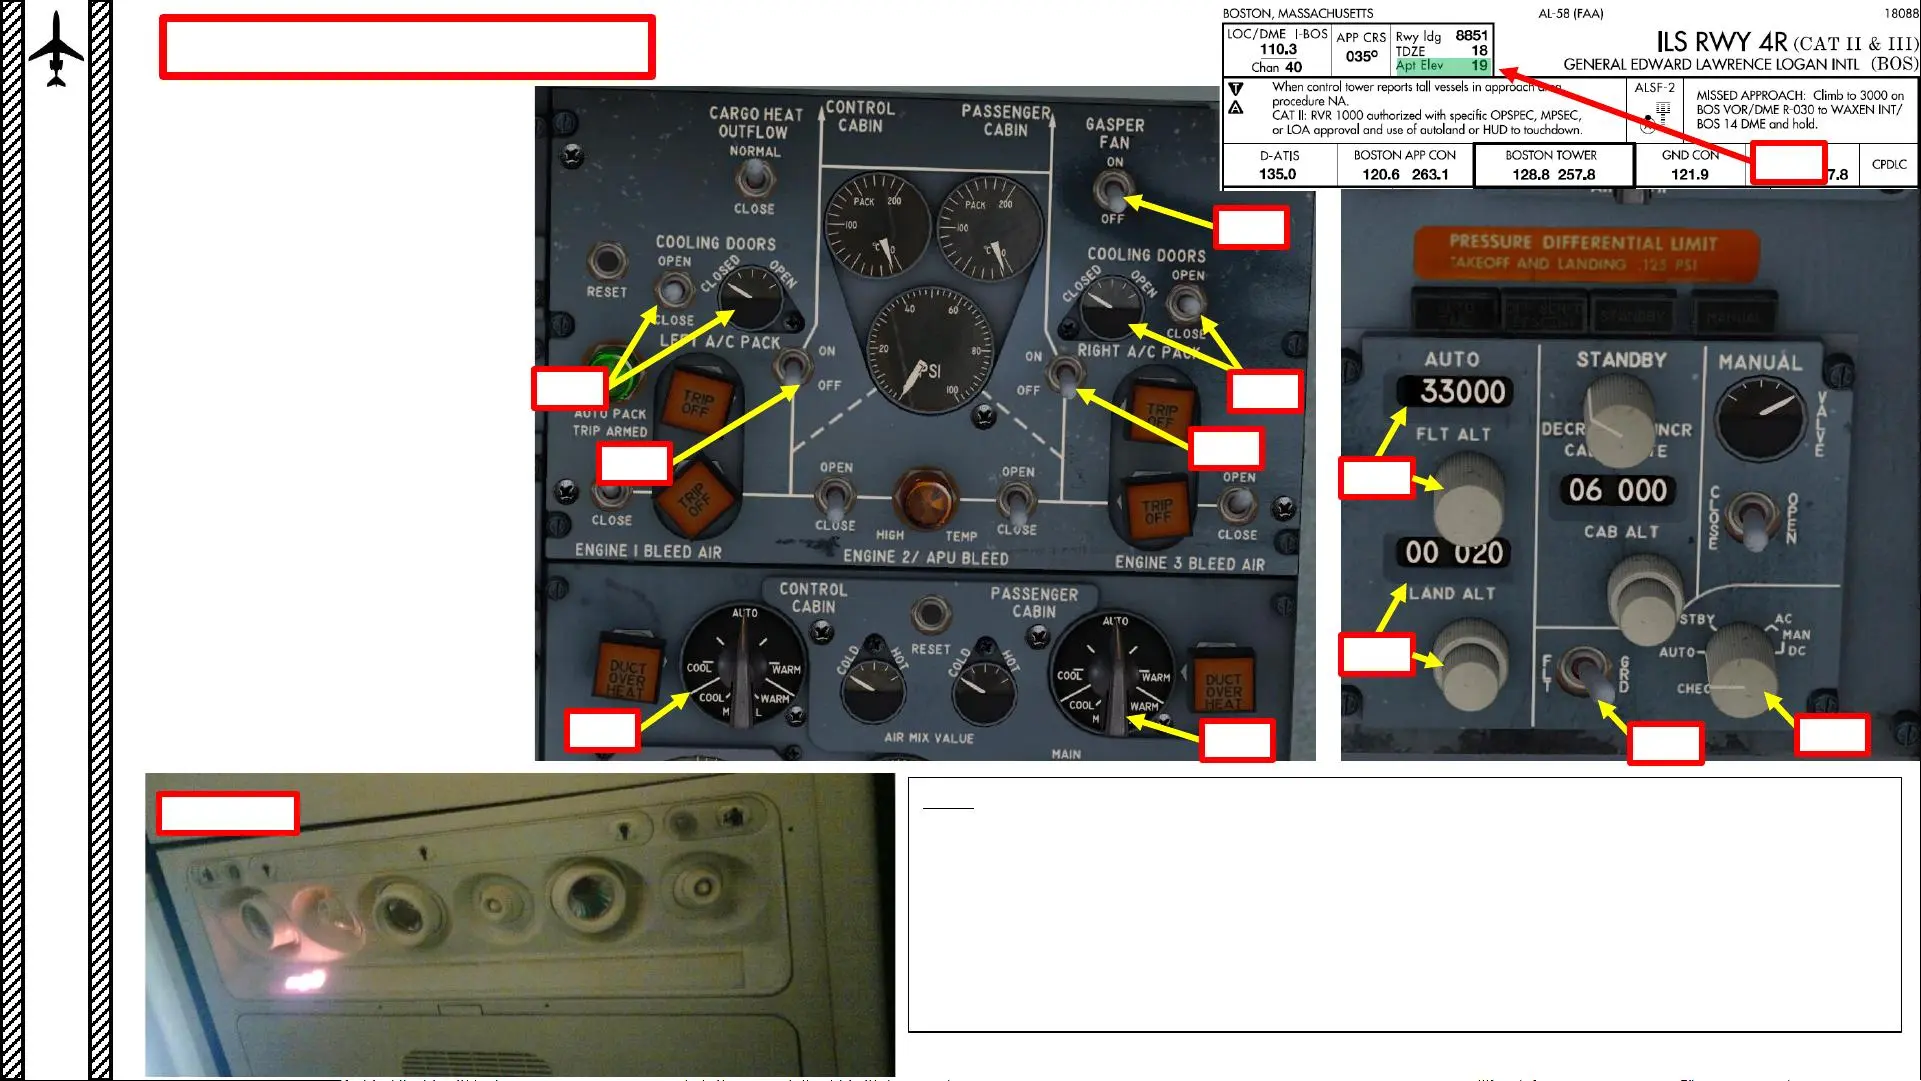 BOSTON, MASSACHUSETTS
AL-58 (FAA)
18088
LOC/DME I-BOS
110.3
Chan 40
APP CRS
035°
Rwy ldg 8851
TDZE 18
Apt Elev 19
ILS RWY 4R (CAT II & III)
GENERAL EDWARD LAWRENCE LOGAN INTL (BOS)
T
A
When control tower reports tall vessels in approach area,
procedure NA.
CAT II: RVR 1000 authorized with specific OPSPEC, MPSEC,
or LOA approval and use of autoland or HUD to touchdown.
ALSF-2
MISSED APPROACH: Climb to 3000 on
BOS VOR/DME R-030 to WAXEN INT/
BOS 14 DME and hold.
D-ATIS
135.0
BOSTON APP CON
120.6 263.1
BOSTON TOWER
128.8 257.8
GND CON
121.9
7.8
CPDLC
CARGO HEAT
OUTFLOW
NORMAL
CLOSE
CONTROL
CABIN
PASSENGER
CABIN
GASPER
FAN
ON
OFF
PACK 200
100
°C 0
PACK 200
100
°C 0
COOLING DOORS
OPEN
CLOSE
CLOSED
OPEN
RESET
COOLING DOORS
CLOSED
OPEN
OPEN
CLOSE
LEFT A/C PACK
ON
OFF
40 60
20 80
PSI
100
RIGHT A/C PACK
ON
OFF
AUTO PACK
TRIP ARMED
TRIP
OFF
TRIP
OFF
TRIP
OFF
TRIP
OFF
CLOSE
OPEN
CLOSE
HIGH TEMP
OPEN
CLOSE
OPEN
CLOSE
ENGINE 1 BLEED AIR
ENGINE 2/ APU BLEED
ENGINE 3 BLEED AIR
CONTROL
CABIN
PASSENGER
CABIN
DUCT
OVER
HEAT
AUTO
COOL
WARM
COOL
WARM
M L
COLD
HOT
RESET
COLD
HOT
AUTO
COOL
WARM
COOL
WARM
M
DUCT
OVER
HEAT
AIR MIX VALUE
MAIN
PRESSURE DIFFERENTIAL LIMIT
TAKEOFF AND LANDING .125 PSI
STANDBY
MANUAL
AUTO
33000
FLT ALT
00 020
LAND ALT
STANDBY
DECR
INCR
06 000
CAB ALT
MANUAL
VALVE
CLOSE
OPEN
FLT
GRD
STBY
AC
MAN
DC
AUTO
CHEC